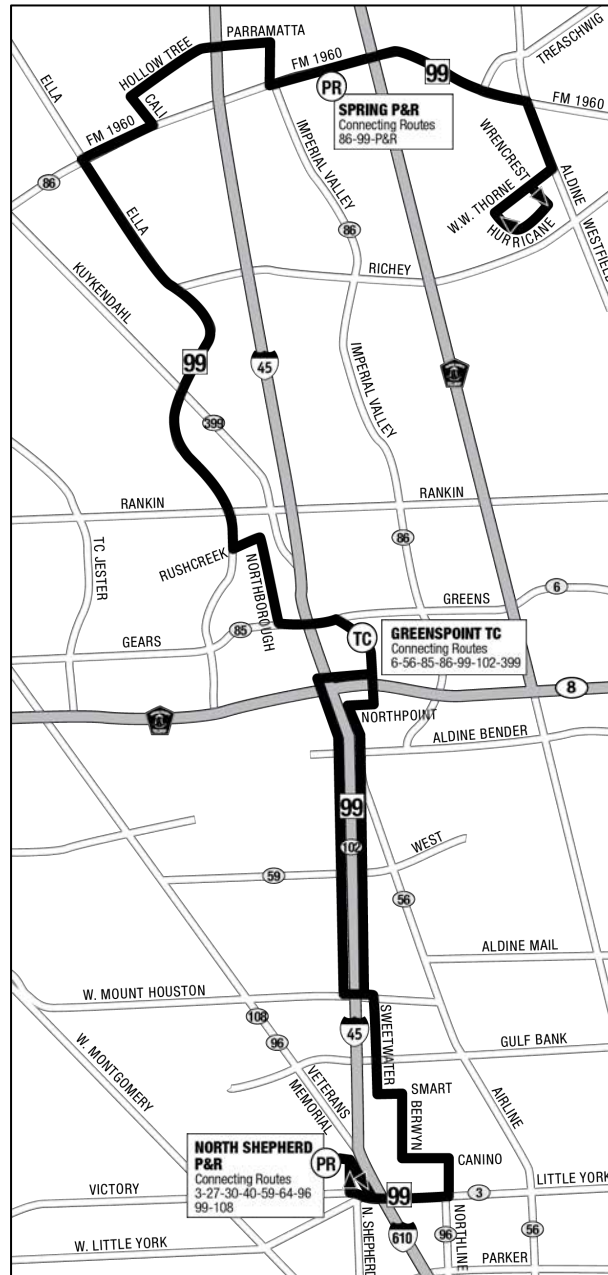 PARRAMATTA
TREASCHWIG
HOLLOW TREE
ELLA
FM 1960
99
CALI
PR
SPRING P&R
Connecting Routes
86-99-P&R
FM 1960
FM 1960
WRENCREST
IMPERIAL VALLEY
86
ALDINE
WESTFIELD
W.W. THORNE
HURRICANE
ELLA
86
KUYKENDAHL
RICHEY
99
45
IMPERIAL VALLEY
399
RANKIN
RANKIN
TC JESTER
86
RUSHCREEK
NORTHBOROUGH
GREENS
6
85
GEARS
TC
GREENSPOINT TC
Connecting Routes
6-56-85-86-99-102-399
8
NORTHPOINT
ALDINE BENDER
99
102
WEST
59
56
ALDINE MAIL
W. MOUNT HOUSTON
108
45
SWEETWATER
96
GULF BANK
W. MONTGOMERY
VETERANS
MEMORIAL
SMART
BERWYN
AIRLINE
NORTH SHEPHERD
P&R
Connecting Routes
3-27-30-40-59-64-96
99-108
PR
CANINO
VICTORY
99
3
LITTLE YORK
N. SHEPHERD
610
96
NORTHLINE
56
W. LITTLE YORK
PARKER